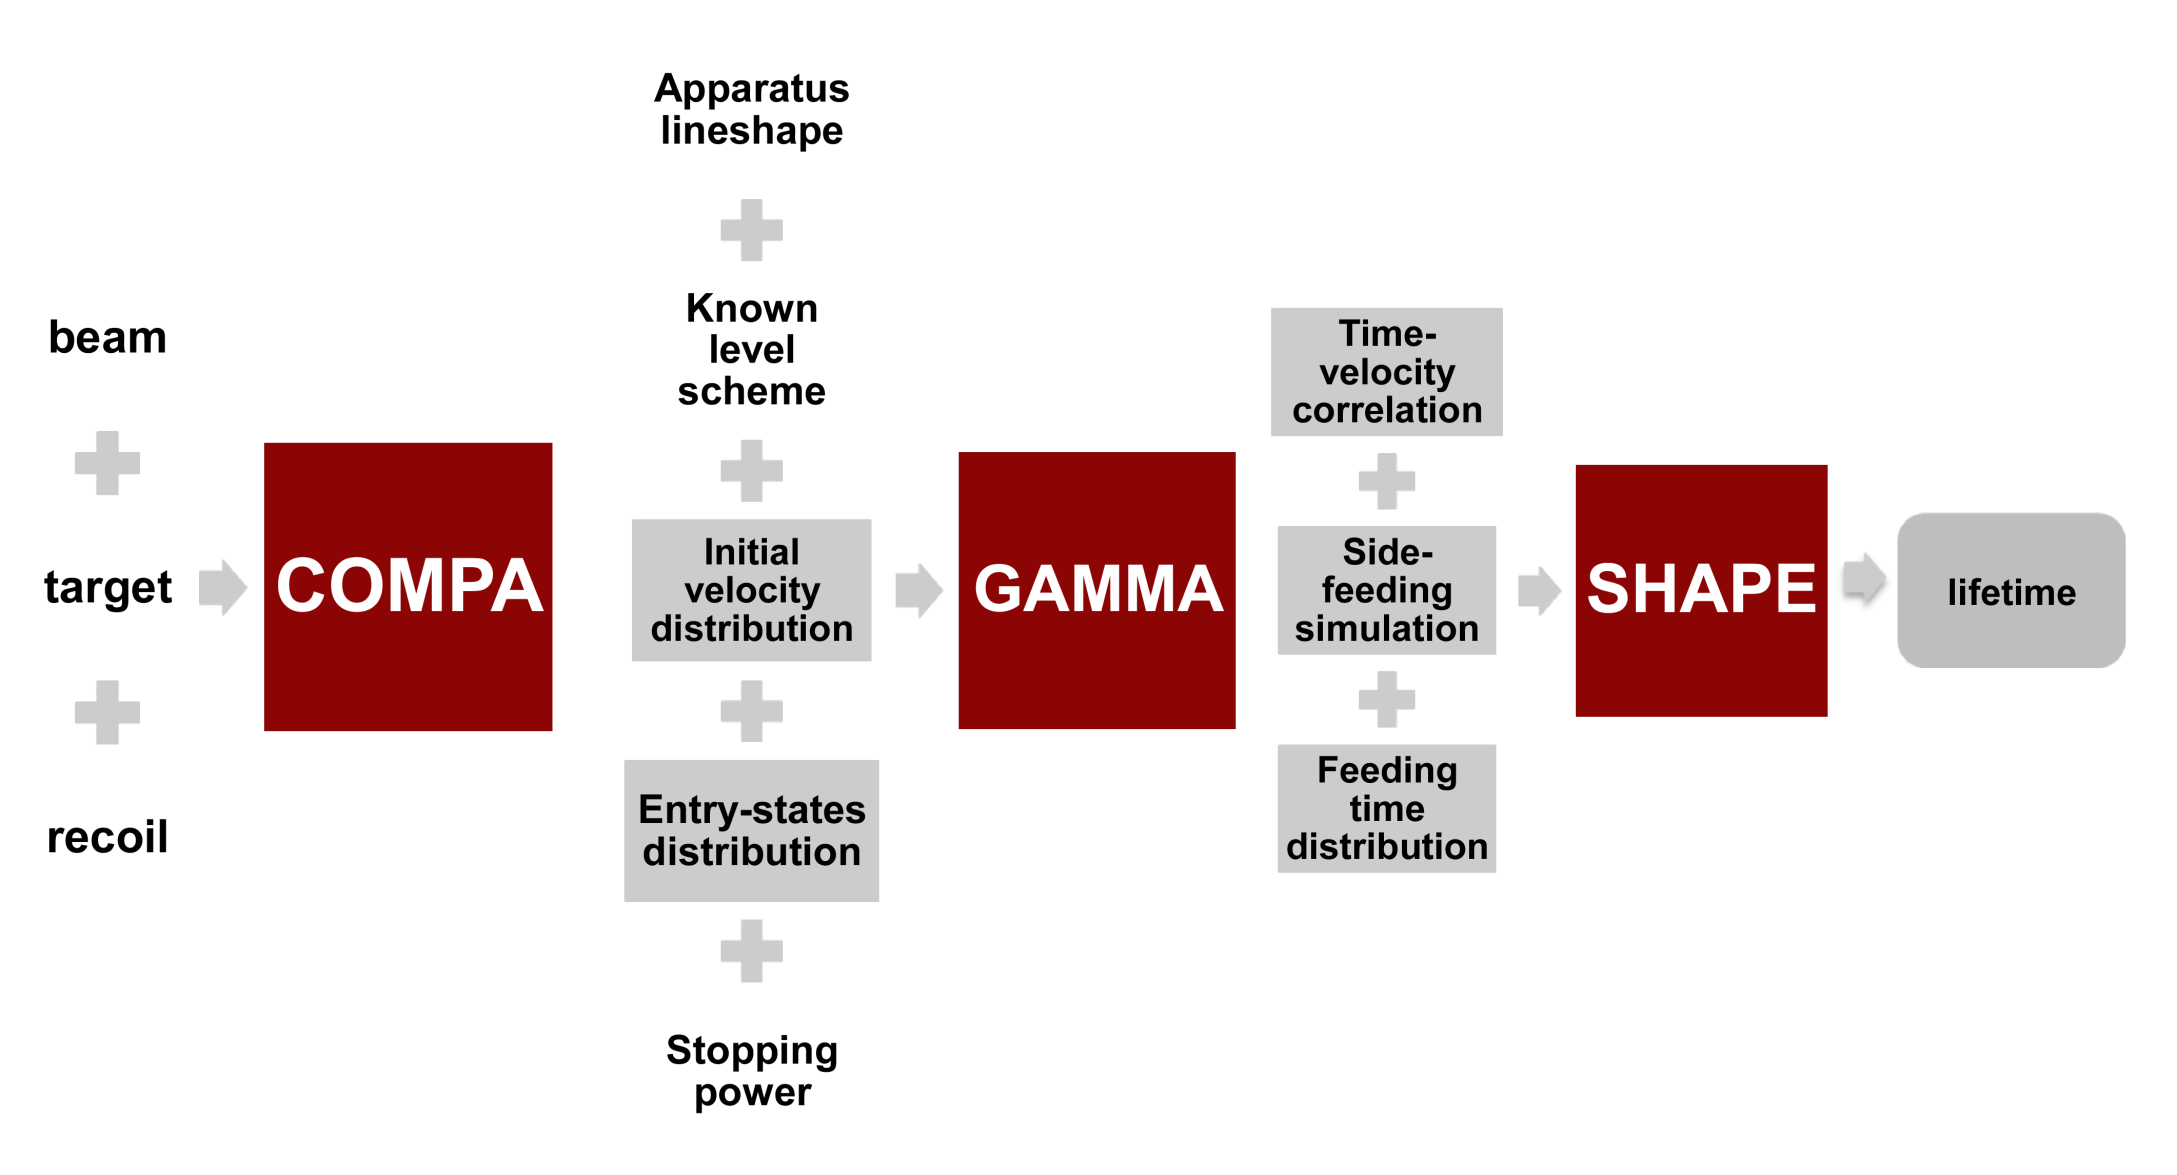 beam
target
recoil
COMPA
Apparatus
lineshape
Known
level
scheme
Initial
velocity
distribution
Entry-states
distribution
Stopping
power
GAMMA
Time-
velocity
correlation
Side-
feeding
simulation
Feeding
time
distribution
SHAPE
lifetime